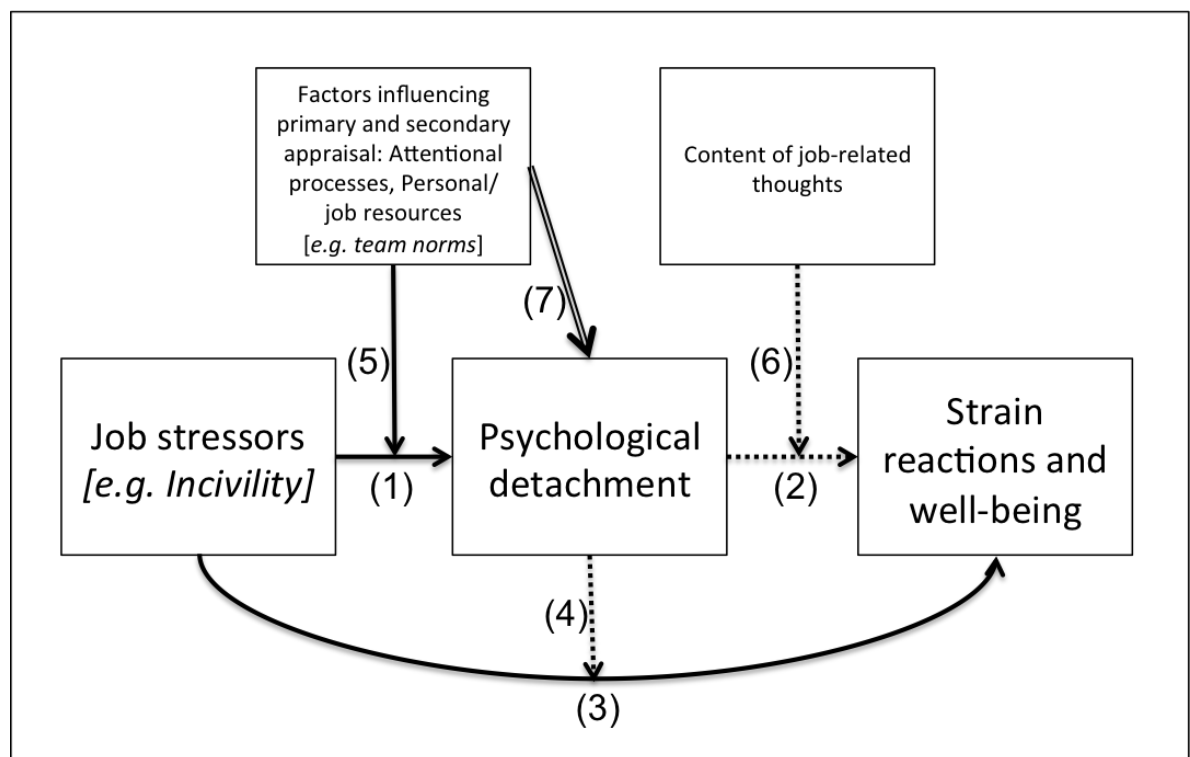 Factors influencing
primary and secondary
appraisal: Attentional
processes, Personal/
job resources
[e.g. team norms]
Content of job-related
thoughts
(7)
(5)
(6)
Job stressors
[e.g. Incivility]
(1)
Psychological
detachment
(2)
Strain
reactions and
well-being
(4)
(3)